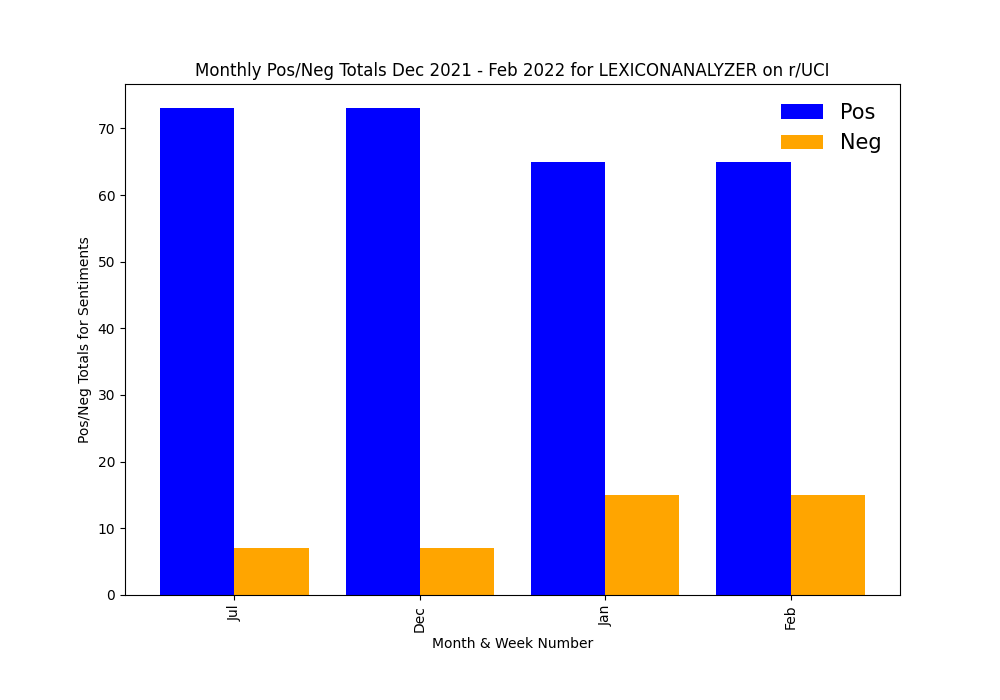 Monthly Pos/Neg Totals Dec 2021 - Feb 2022 for LEXICONANALYZER on r/UCI
Pos
Neg
Pos/Neg Totals for Sentiments
70
60
50
40
30
20
10
0
Jul
Dec
Jan
Feb
Month & Week Number